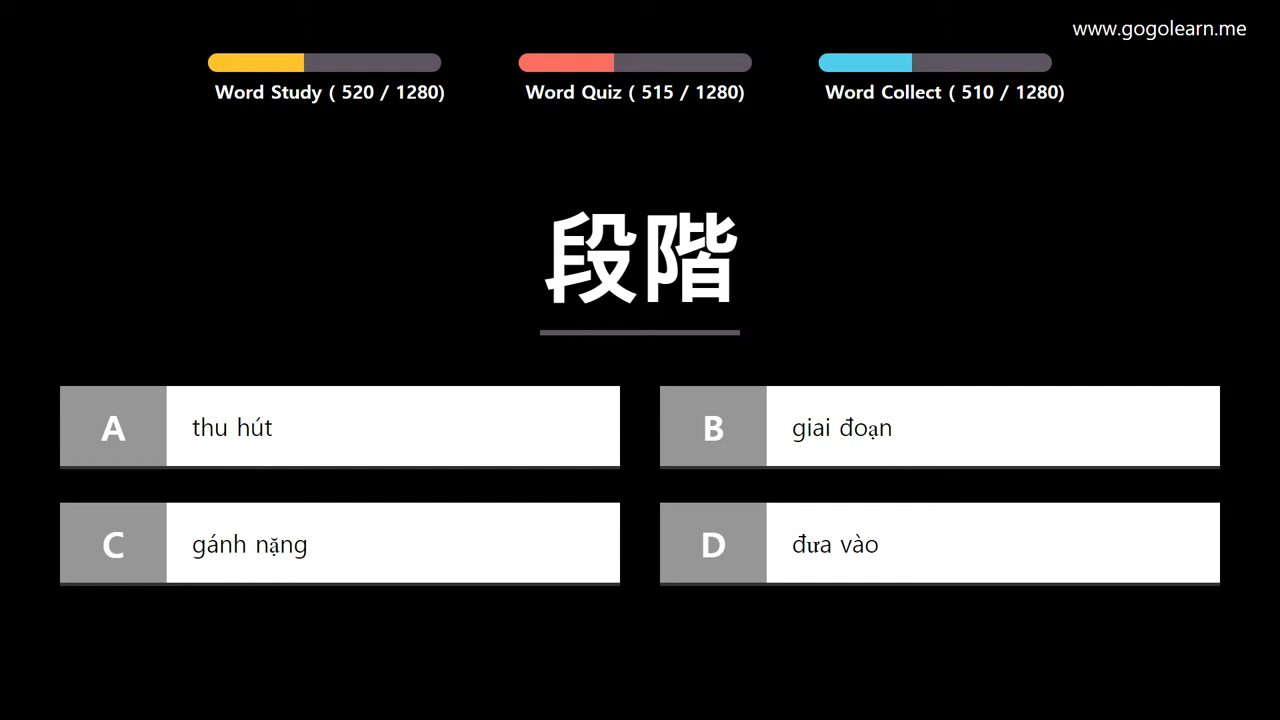 www.gogolearn.me
Word Study ( 520 / 1280)
Word Quiz ( 515 / 1280)
Word Collect ( 510 / 1280)
段階
A
thu hút
B
giai đoạn
C
gánh nặng
D
đưa vào